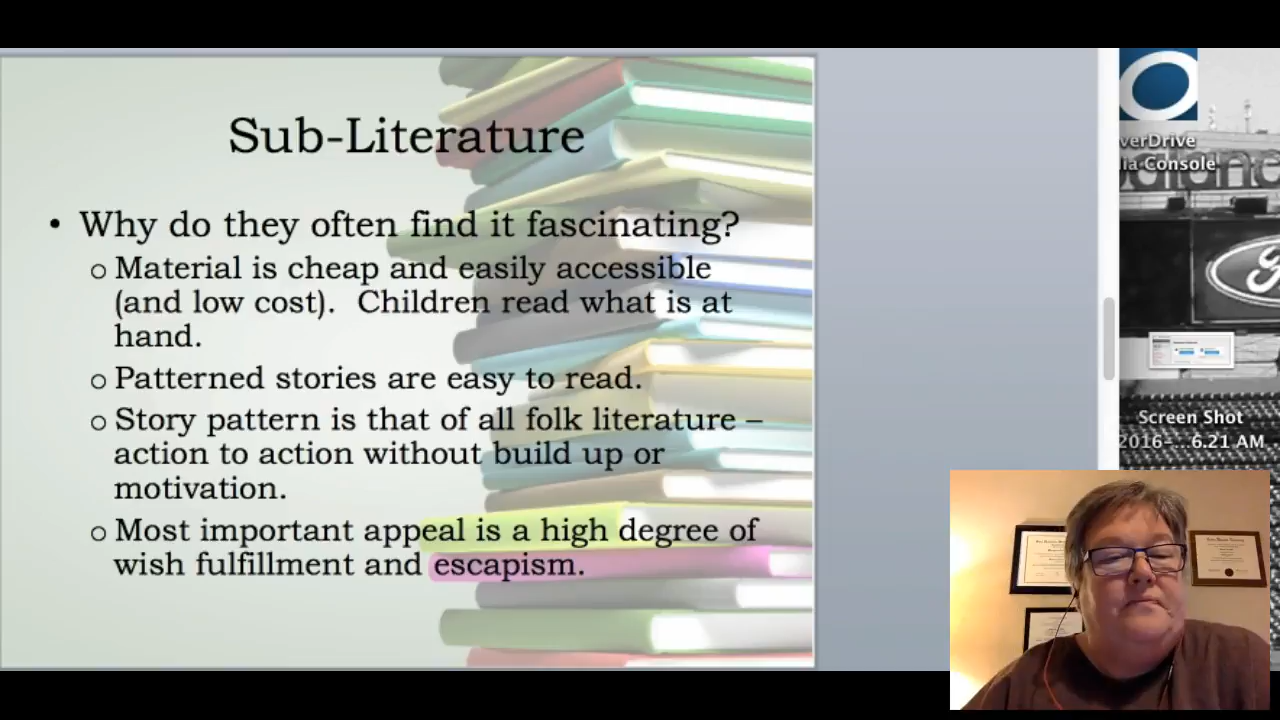 Sub-Literature
• Why do they often find it fascinating?
o Material is cheap and easily accessible
(and low cost).  Children read what is at
hand.
o Patterned stories are easy to read.
o Story pattern is that of all folk literature –
action to action without build up or
motivation.
o Most important appeal is a high degree of
wish fulfillment and escapism.
verDrive
ia Console
Screen Shot
2016-...6.21 AM